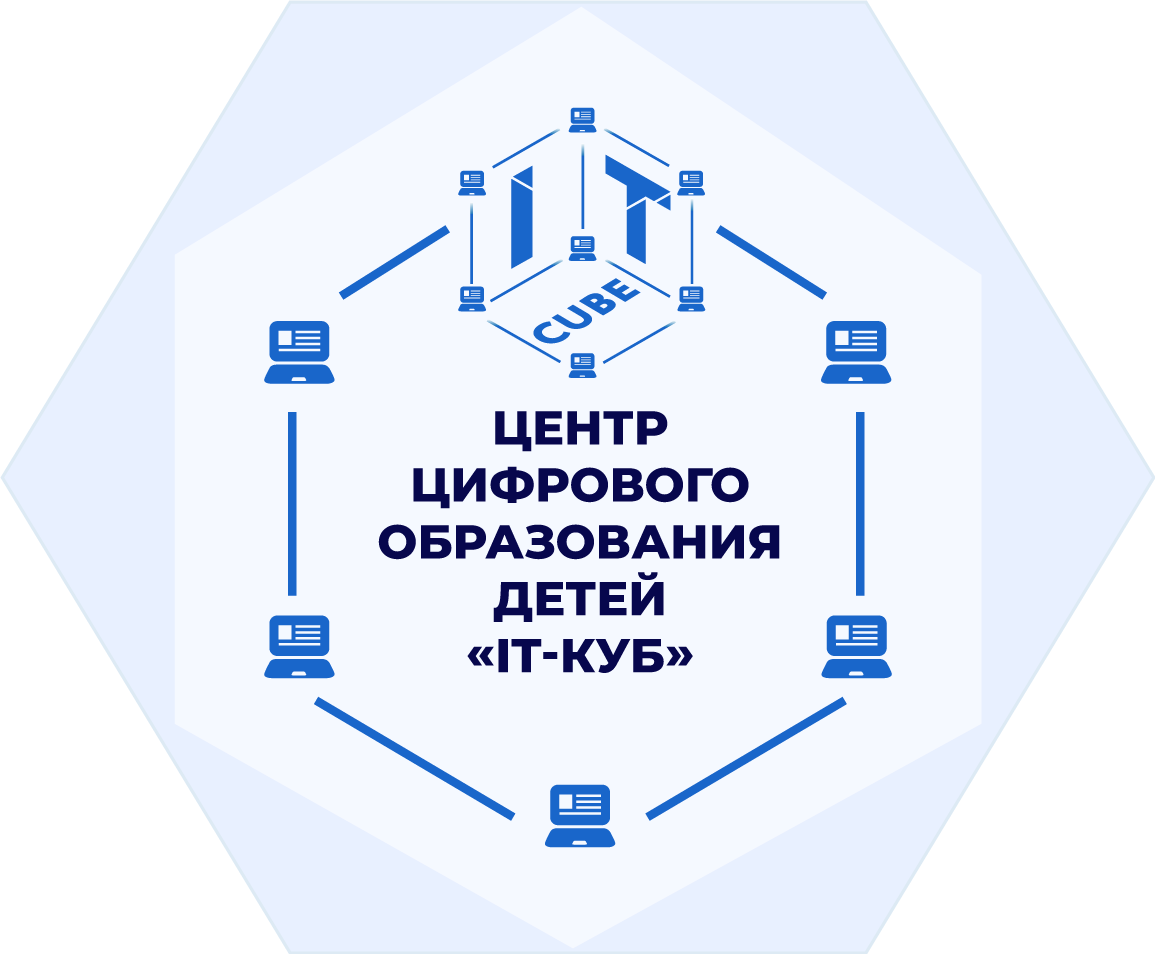 IT
CUBE
ЦЕНТР
ЦИФРОВОГО
ОБРАЗОВАНИЯ
ДЕТЕЙ
«IT-КУБ»